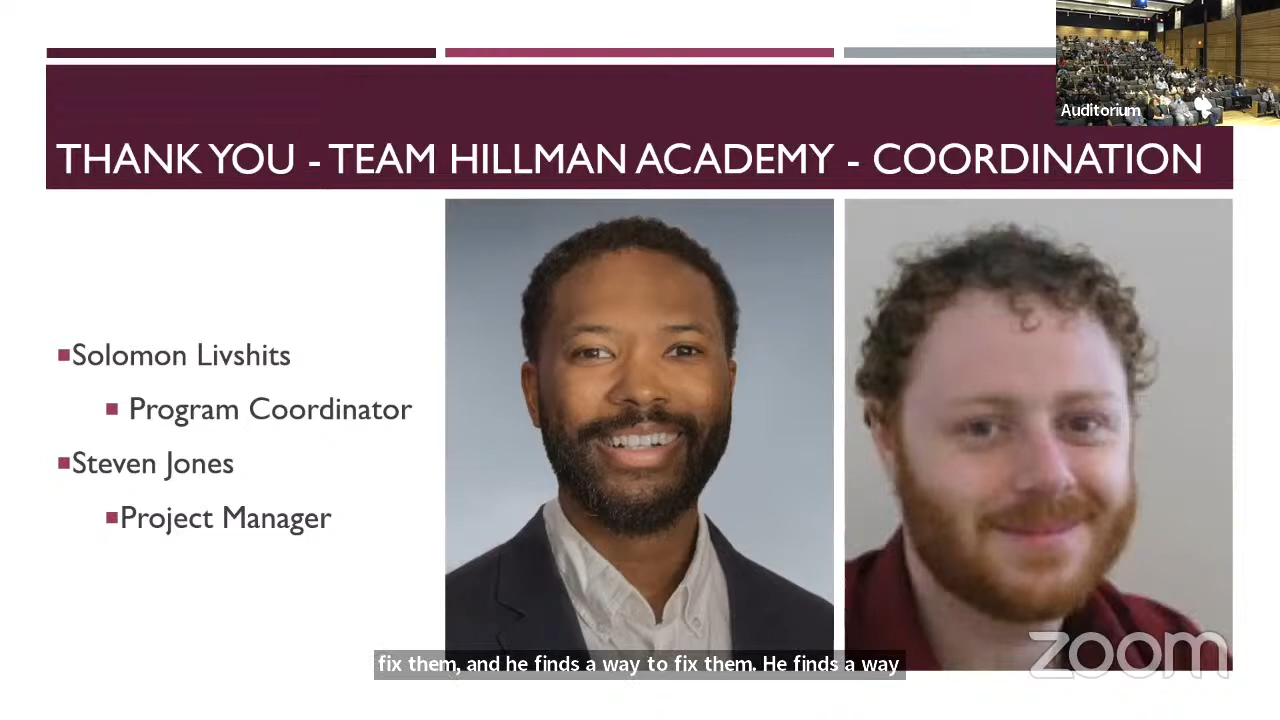 Auditorium
THANK YOU - TEAM HILLMAN ACADEMY - COORDINATION
Solomon Livshits
Program Coordinator
Steven Jones
Project Manager
fix them, and he finds a way to fix them. He finds a way
zoom